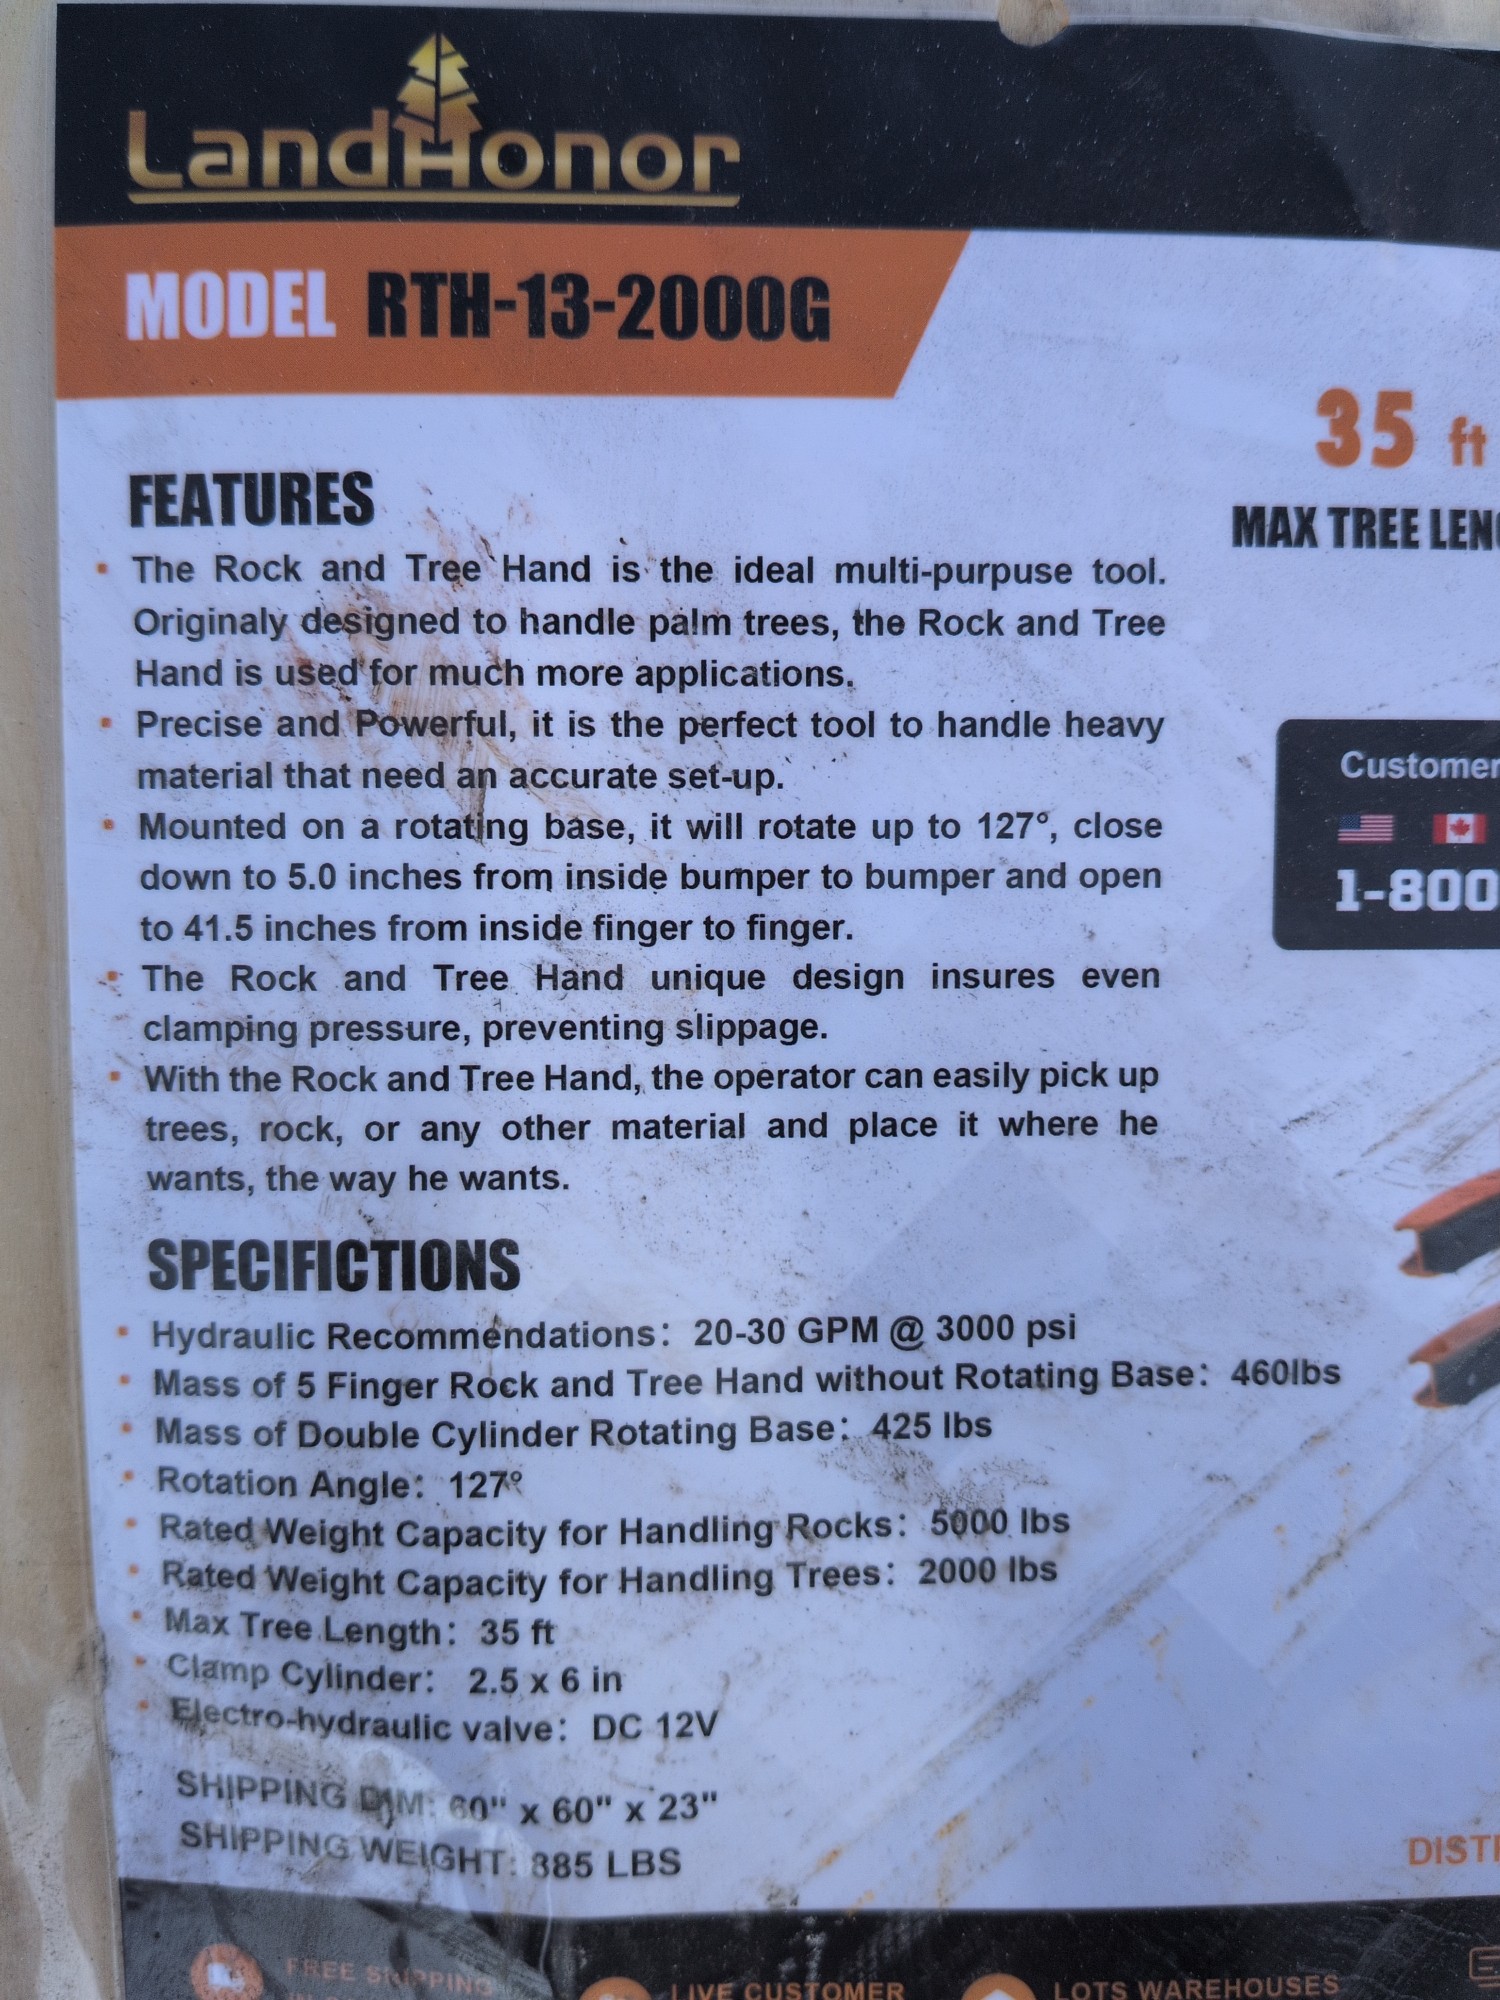 LandHonor
MODEL RTH-13-2000G
35 ft
MAX TREE LENG
FEATURES
• The Rock and Tree Hand is the ideal multi-purpuse tool.
Originaly designed to handle palm trees, the Rock and Tree
Hand is used for much more applications.
• Precise and Powerful, it is the perfect tool to handle heavy
material that need an accurate set-up.
• Mounted on a rotating base, it will rotate up to 127°, close
down to 5.0 inches from inside bumper to bumper and open
to 41.5 inches from inside finger to finger.
• The Rock and Tree Hand unique design insures even
clamping pressure, preventing slippage.
• With the Rock and Tree Hand, the operator can easily pick up
trees, rock, or any other material and place it where he
wants, the way he wants.
Customer
1-800
SPECIFICTIONS
• Hydraulic Recommendations: 20-30 GPM @ 3000 psi
• Mass of 5 Finger Rock and Tree Hand without Rotating Base: 460lbs
• Mass of Double Cylinder Rotating Base: 425 lbs
• Rotation Angle: 127°
• Rated Weight Capacity for Handling Rocks: 5000 lbs
• Rated Weight Capacity for Handling Trees: 2000 lbs
• Max Tree Length: 35 ft
• Clamp Cylinder: 2.5 x 6 in
• Electro-hydraulic valve: DC 12V
SHIPPING DIM: 60" x 60" x 23"
SHIPPING WEIGHT: 885 LBS
DISTR
FREE SHIPPING
LIVE CUSTOMER
LOTS WAREHOUSES